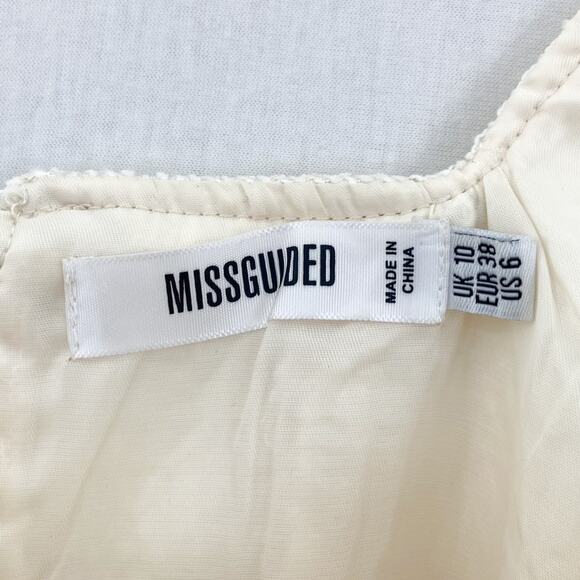 MISSGUIDED
MADE IN
CHINA
UK 10
EUR 38
US 6